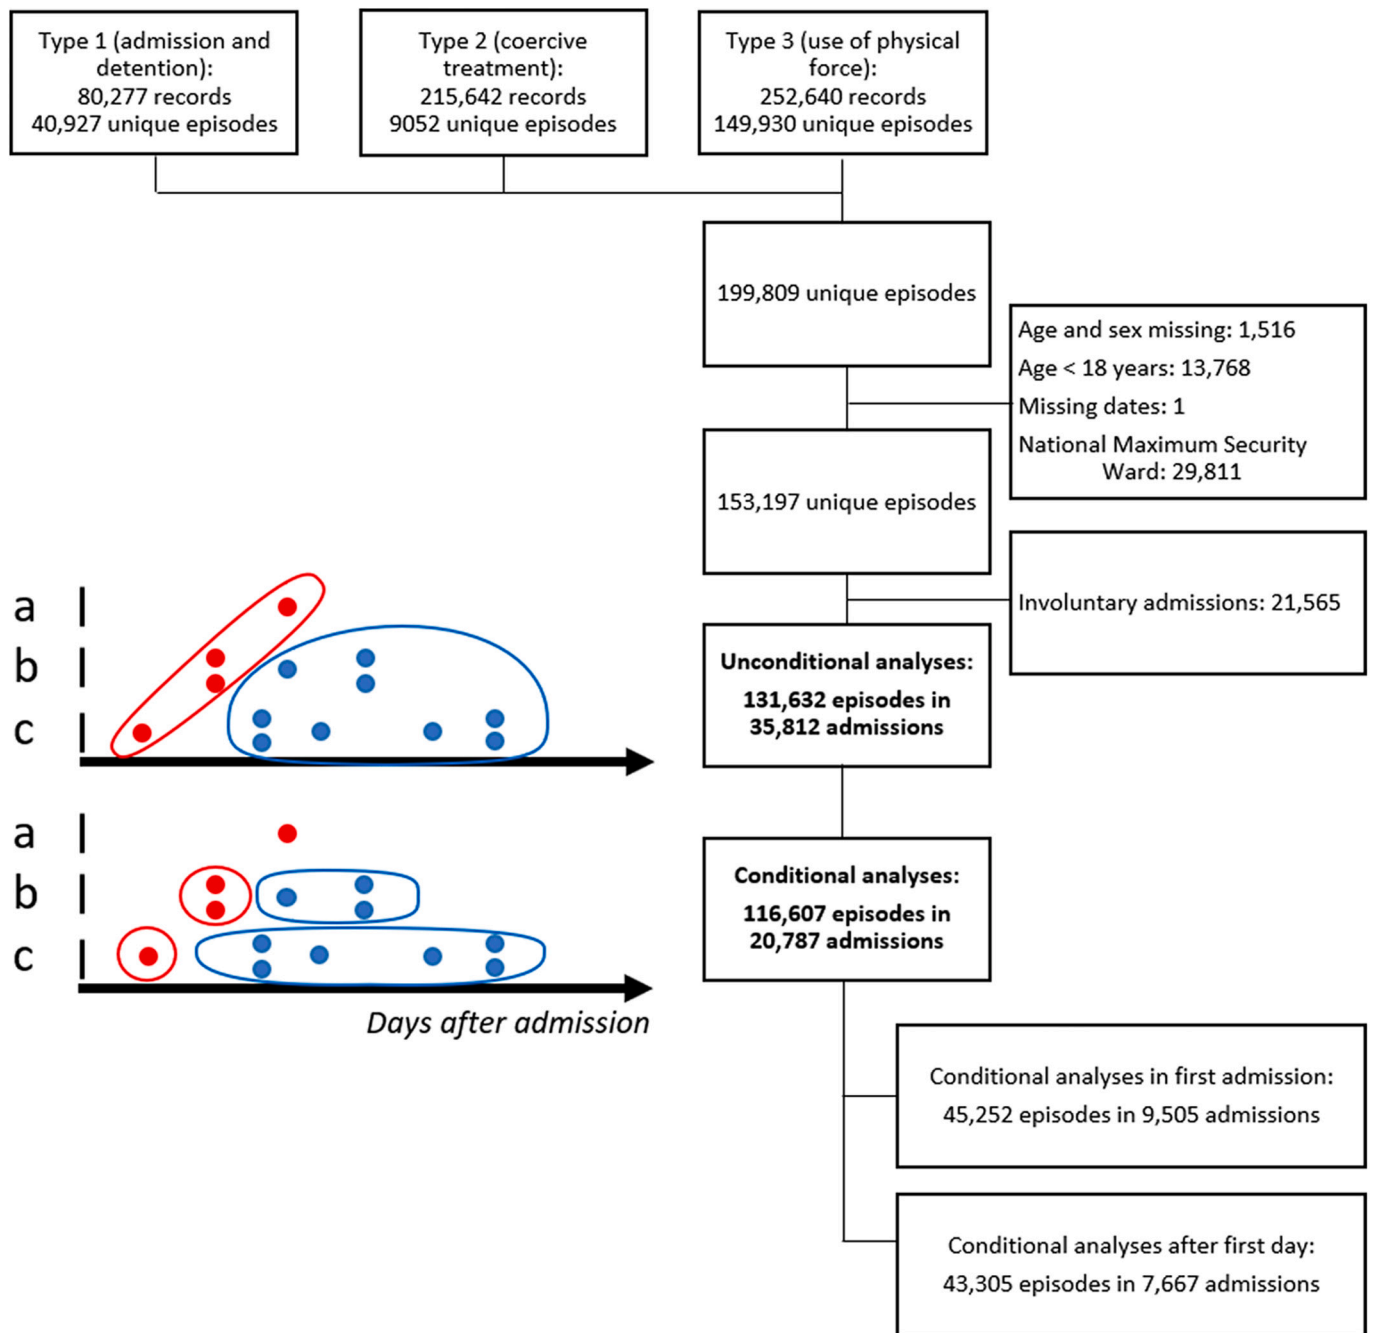 Type 1 (admission and
detention):
80,277 records
40,927 unique episodes
Type 2 (coercive
treatment):
215,642 records
9052 unique episodes
Type 3 (use of physical
force):
252,640 records
149,930 unique episodes
199,809 unique episodes
Age and sex missing: 1,516
Age < 18 years: 13,768
Missing dates: 1
National Maximum Security
Ward: 29,811
153,197 unique episodes
Involuntary admissions: 21,565
Unconditional analyses:
131,632 episodes in
35,812 admissions
a
b
c
a
b
c
Days after admission
Conditional analyses:
116,607 episodes in
20,787 admissions
Conditional analyses in first admission:
45,252 episodes in 9,505 admissions
Conditional analyses after first day:
43,305 episodes in 7,667 admissions